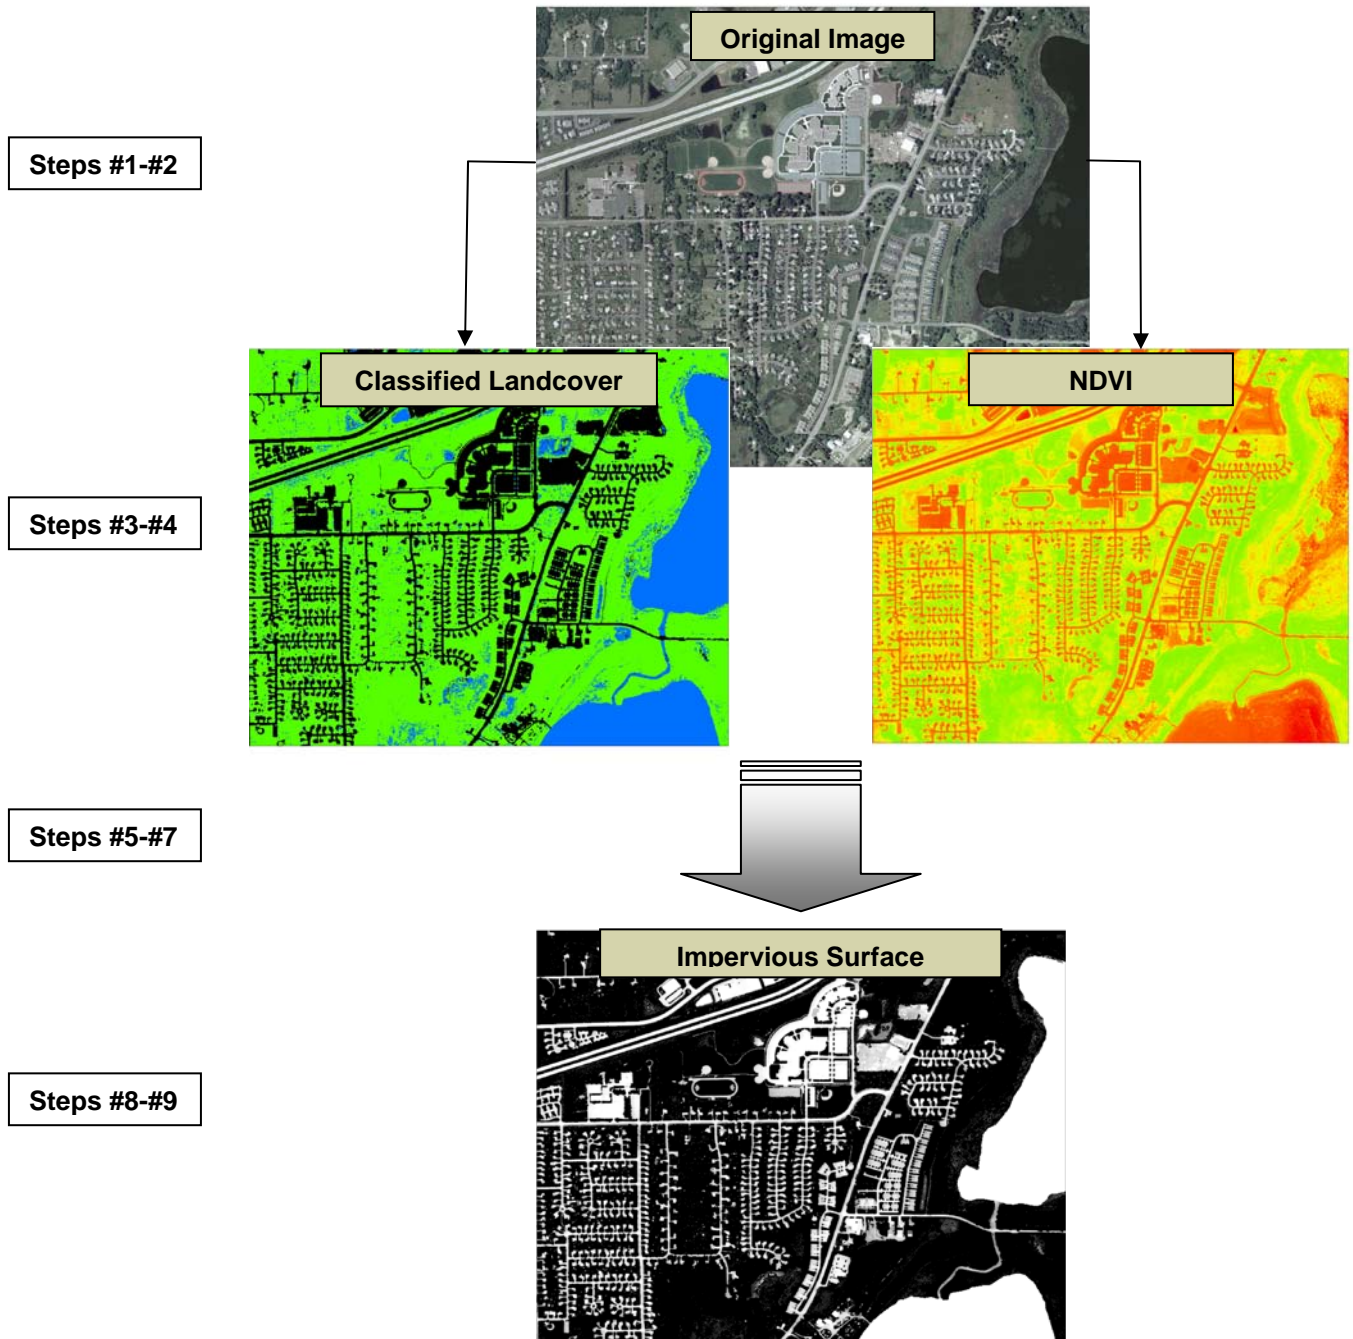 Original Image
Steps #1-#2
Classified Landcover
NDVI
Steps #3-#4
Steps #5-#7
Impervious Surface
Steps #8-#9